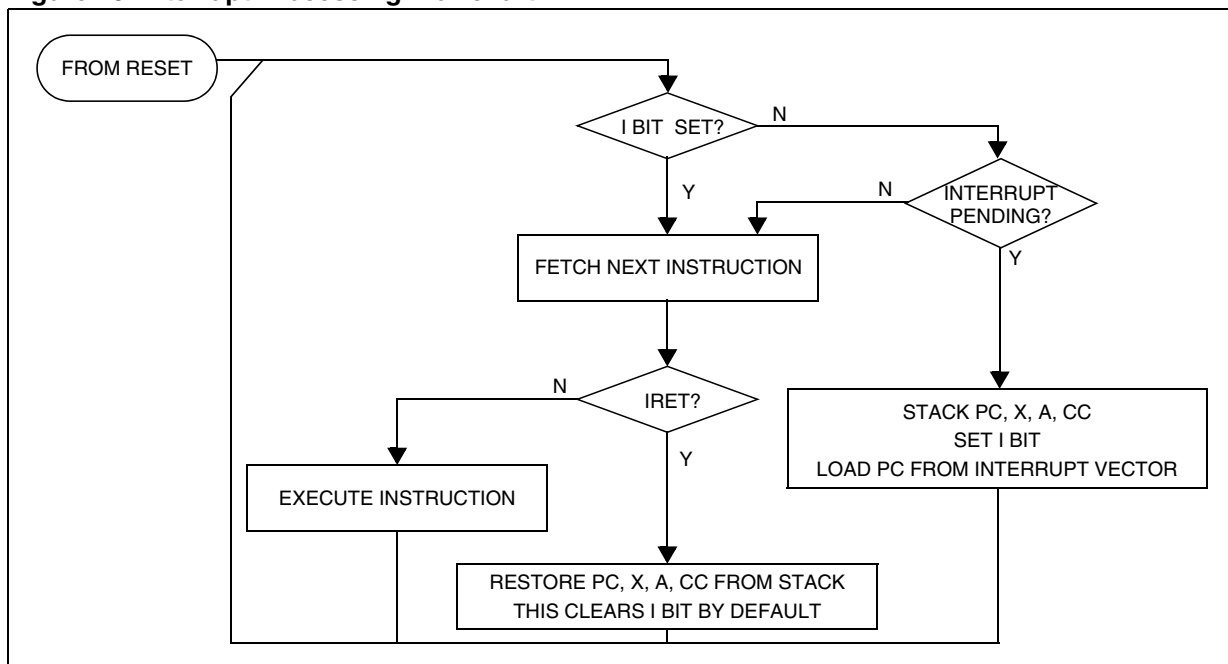 FROM RESET
I BIT SET?
N
Y
N
INTERRUPT
PENDING?
Y
FETCH NEXT INSTRUCTION
N
IRET?
Y
STACK PC, X, A, CC
SET I BIT
LOAD PC FROM INTERRUPT VECTOR
EXECUTE INSTRUCTION
RESTORE PC, X, A, CC FROM STACK
THIS CLEARS I BIT BY DEFAULT